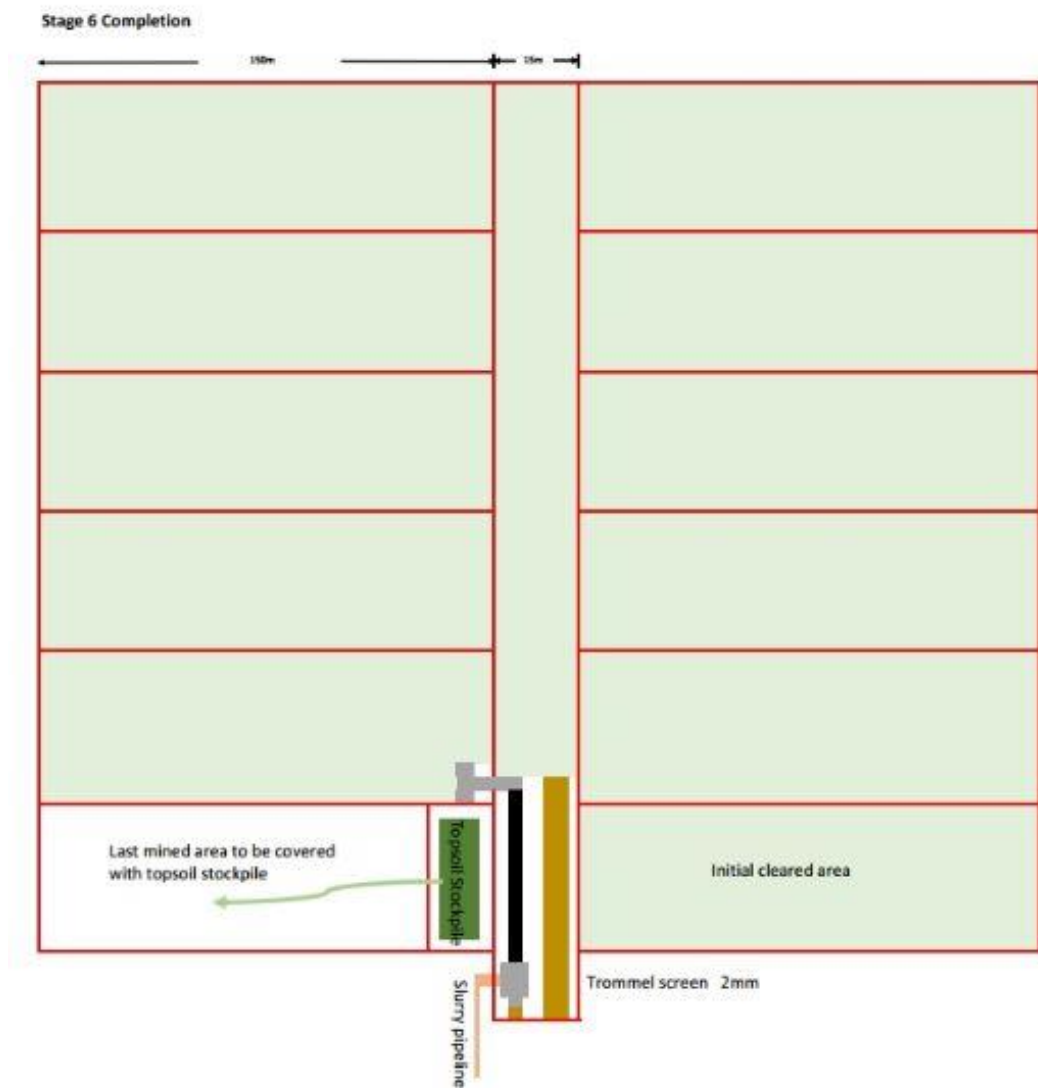 Stage 6 Completion
150m
15m
Last mined area to be covered
with topsoil stockpile
Topsoil Stockpile
Initial cleared area
Trommel screen 2mm
Slurry pipeline